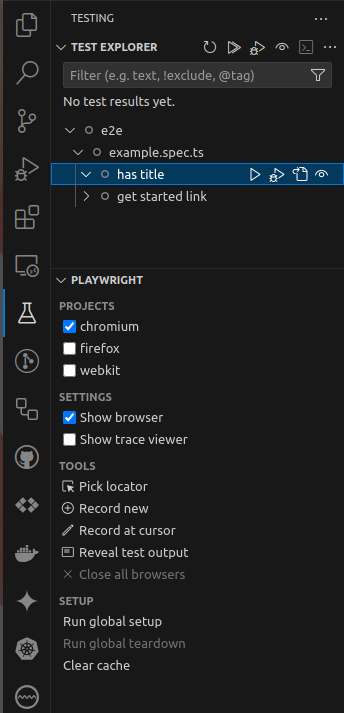 TESTING
TEST EXPLORER
Filter (e.g. text, !exclude, @tag)
No test results yet.
e2e
example.spec.ts
has title
get started link
PLAYWRIGHT
PROJECTS
chromium
firefox
webkit
SETTINGS
Show browser
Show trace viewer
TOOLS
Pick locator
Record new
Record at cursor
Reveal test output
Close all browsers
SETUP
Run global setup
Run global teardown
Clear cache